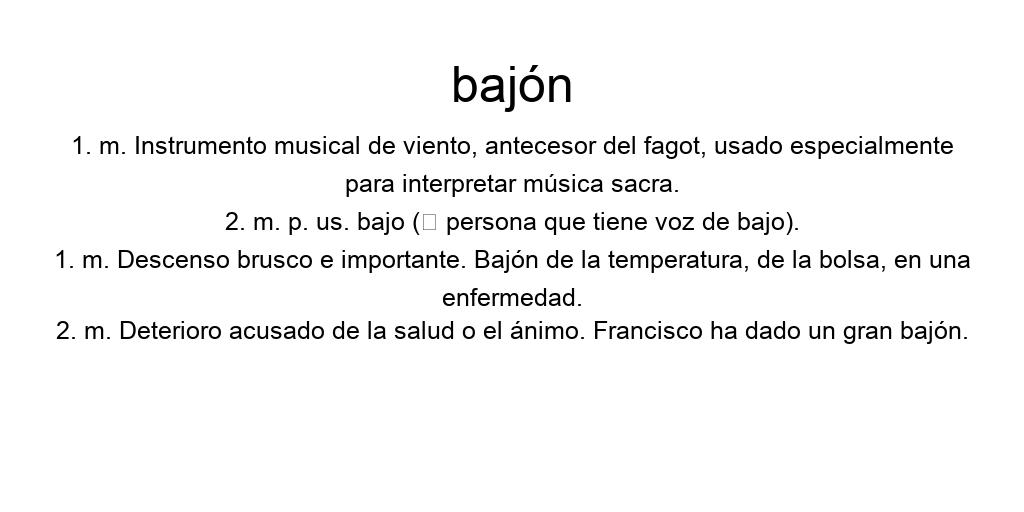 bajón
1. m. Instrumento musical de viento, antecesor del fagot, usado especialmente
para interpretar música sacra.
2. m. p. us. bajo (□ persona que tiene voz de bajo).
1. m. Descenso brusco e importante. Bajón de la temperatura, de la bolsa, en una
enfermedad.
2. m. Deterioro acusado de la salud o el ánimo. Francisco ha dado un gran bajón.